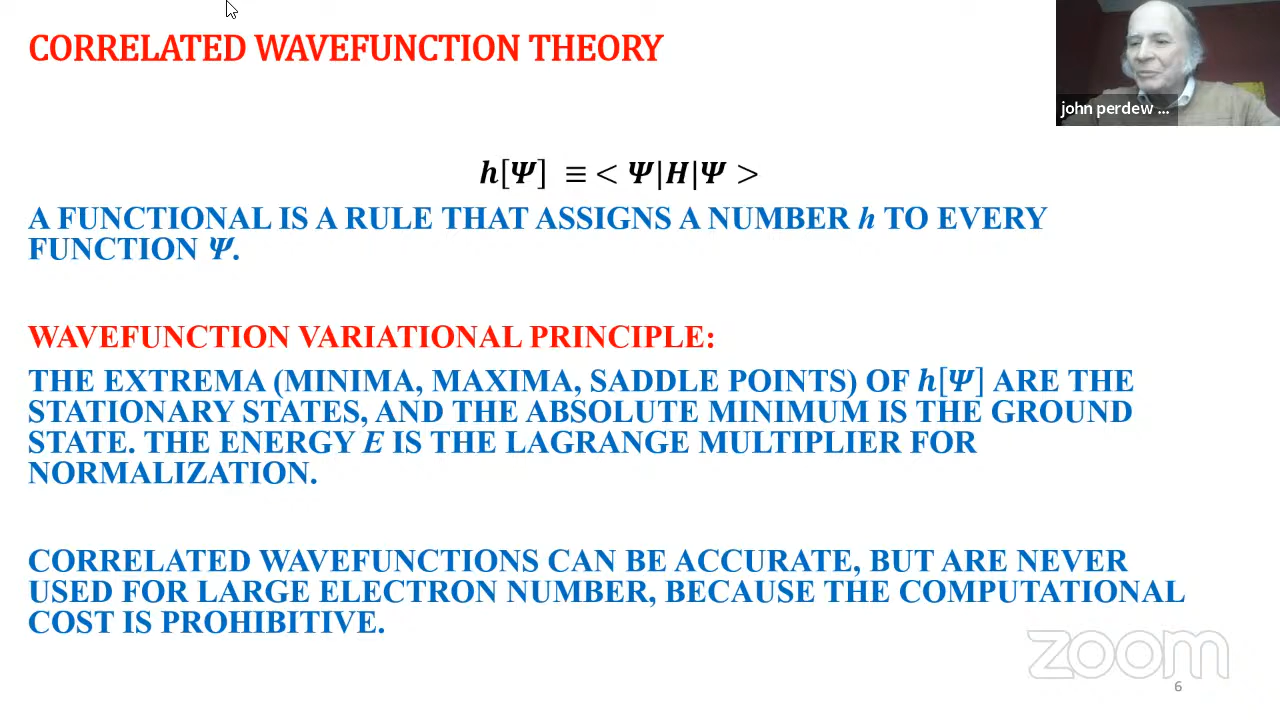 CORRELATED WAVEFUNCTION THEORY
john perdew ...
h[Ψ] ≡ < Ψ|H|Ψ >
A FUNCTIONAL IS A RULE THAT ASSIGNS A NUMBER h TO EVERY
FUNCTION Ψ.
WAVEFUNCTION VARIATIONAL PRINCIPLE:
THE EXTREMA (MINIMA, MAXIMA, SADDLE POINTS) OF h[Ψ] ARE THE
STATIONARY STATES, AND THE ABSOLUTE MINIMUM IS THE GROUND
STATE. THE ENERGY E IS THE LAGRANGE MULTIPLIER FOR
NORMALIZATION.
CORRELATED WAVEFUNCTIONS CAN BE ACCURATE, BUT ARE NEVER
USED FOR LARGE ELECTRON NUMBER, BECAUSE THE COMPUTATIONAL
COST IS PROHIBITIVE.
zoom
6